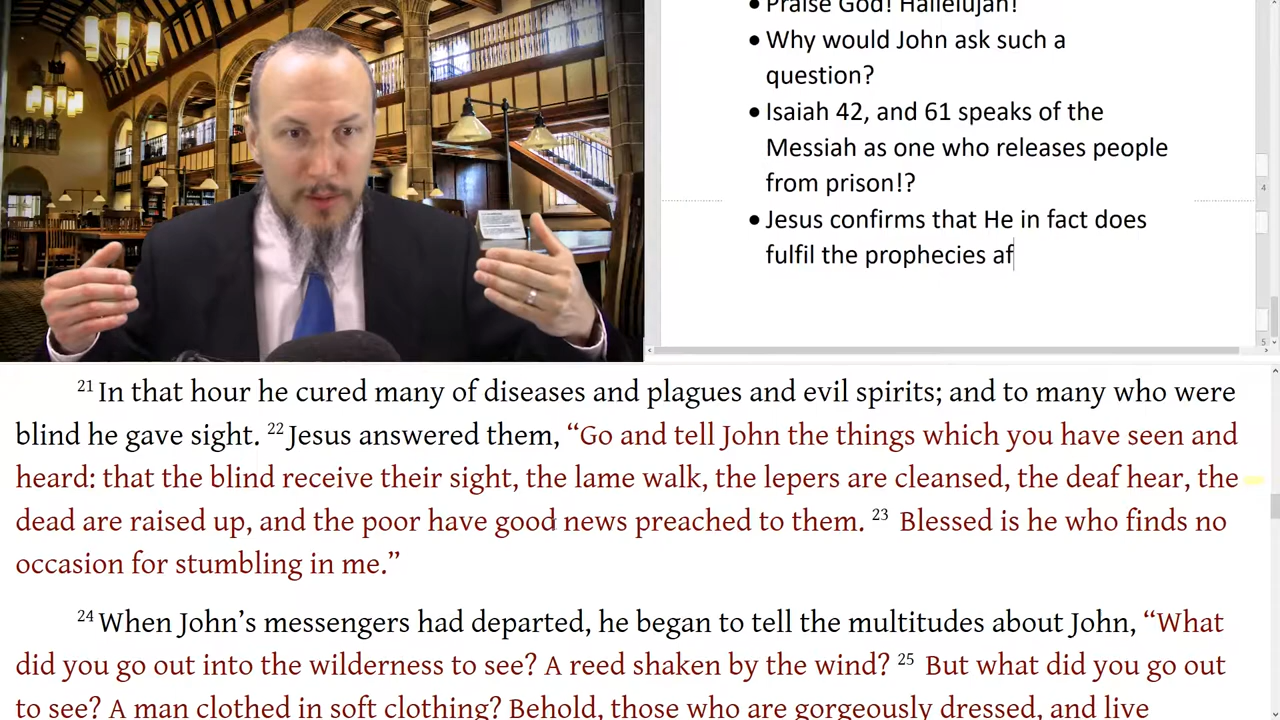 • Praise God! Hallelujah!
• Why would John ask such a
question?
• Isaiah 42, and 61 speaks of the
Messiah as one who releases people
from prison!?
• Jesus confirms that He in fact does
fulfil the prophecies af
4
5
21 In that hour he cured many of diseases and plagues and evil spirits; and to many who were
blind he gave sight. 22 Jesus answered them, “Go and tell John the things which you have seen and
heard: that the blind receive their sight, the lame walk, the lepers are cleansed, the deaf hear, the
dead are raised up, and the poor have good news preached to them. 23 Blessed is he who finds no
occasion for stumbling in me.”
24 When John’s messengers had departed, he began to tell the multitudes about John, “What
did you go out into the wilderness to see? A reed shaken by the wind? 25 But what did you go out
to see? A man clothed in soft clothing? Behold, those who are gorgeously dressed, and live